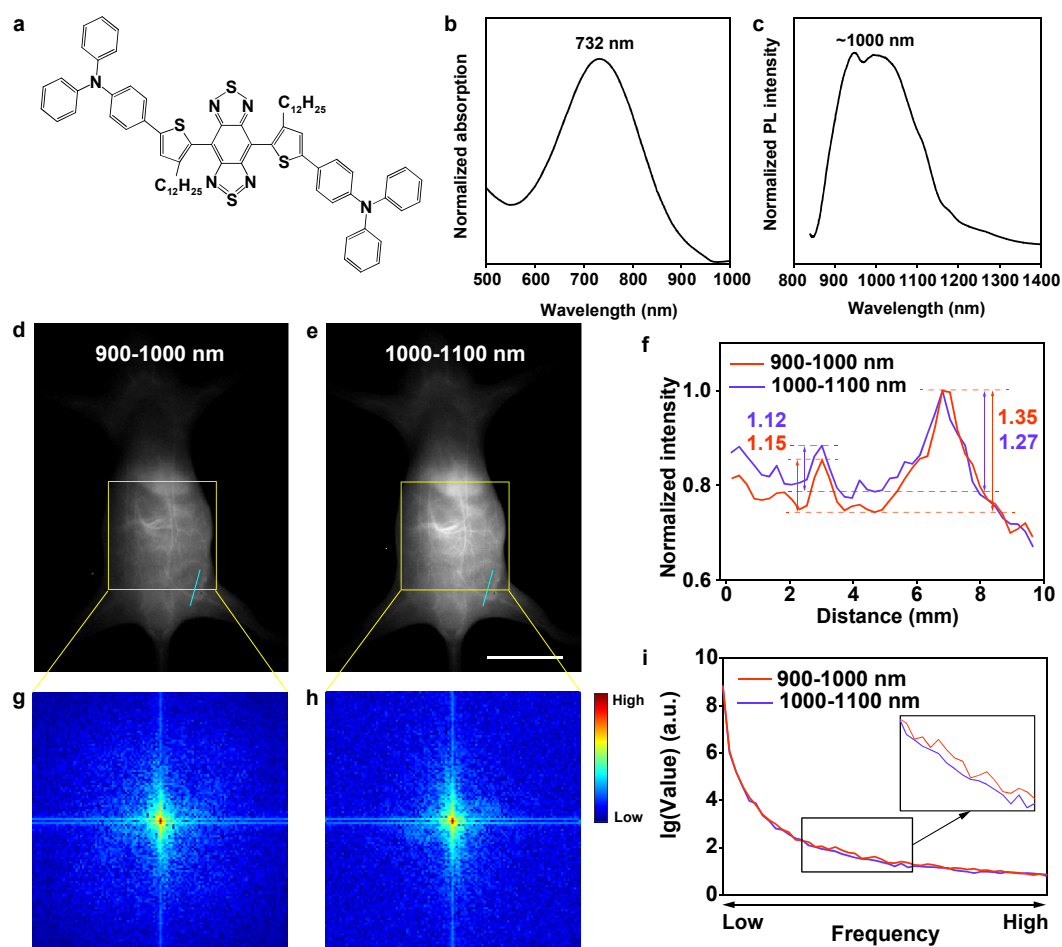 a
S
N
N
N
N
N
S
S
S
C12H25
C12H25
N
b
732 nm
Normalized absorption
500 600 700 800 900 1000
Wavelength (nm)
c
~1000 nm
Normalized PL intensity
800 900 1000 1100 1200 1300 1400
Wavelength (nm)
d
900-1000 nm
e
1000-1100 nm
f
900-1000 nm
1000-1100 nm
1.12
1.15
1.35
1.27
Normalized intensity
1.0
0.8
0.6
0 2 4 6 8 10
Distance (mm)
g
h
High
Low
i
900-1000 nm
1000-1100 nm
lg(Value) (a.u.)
10
8
6
4
2
0
Low High
Frequency